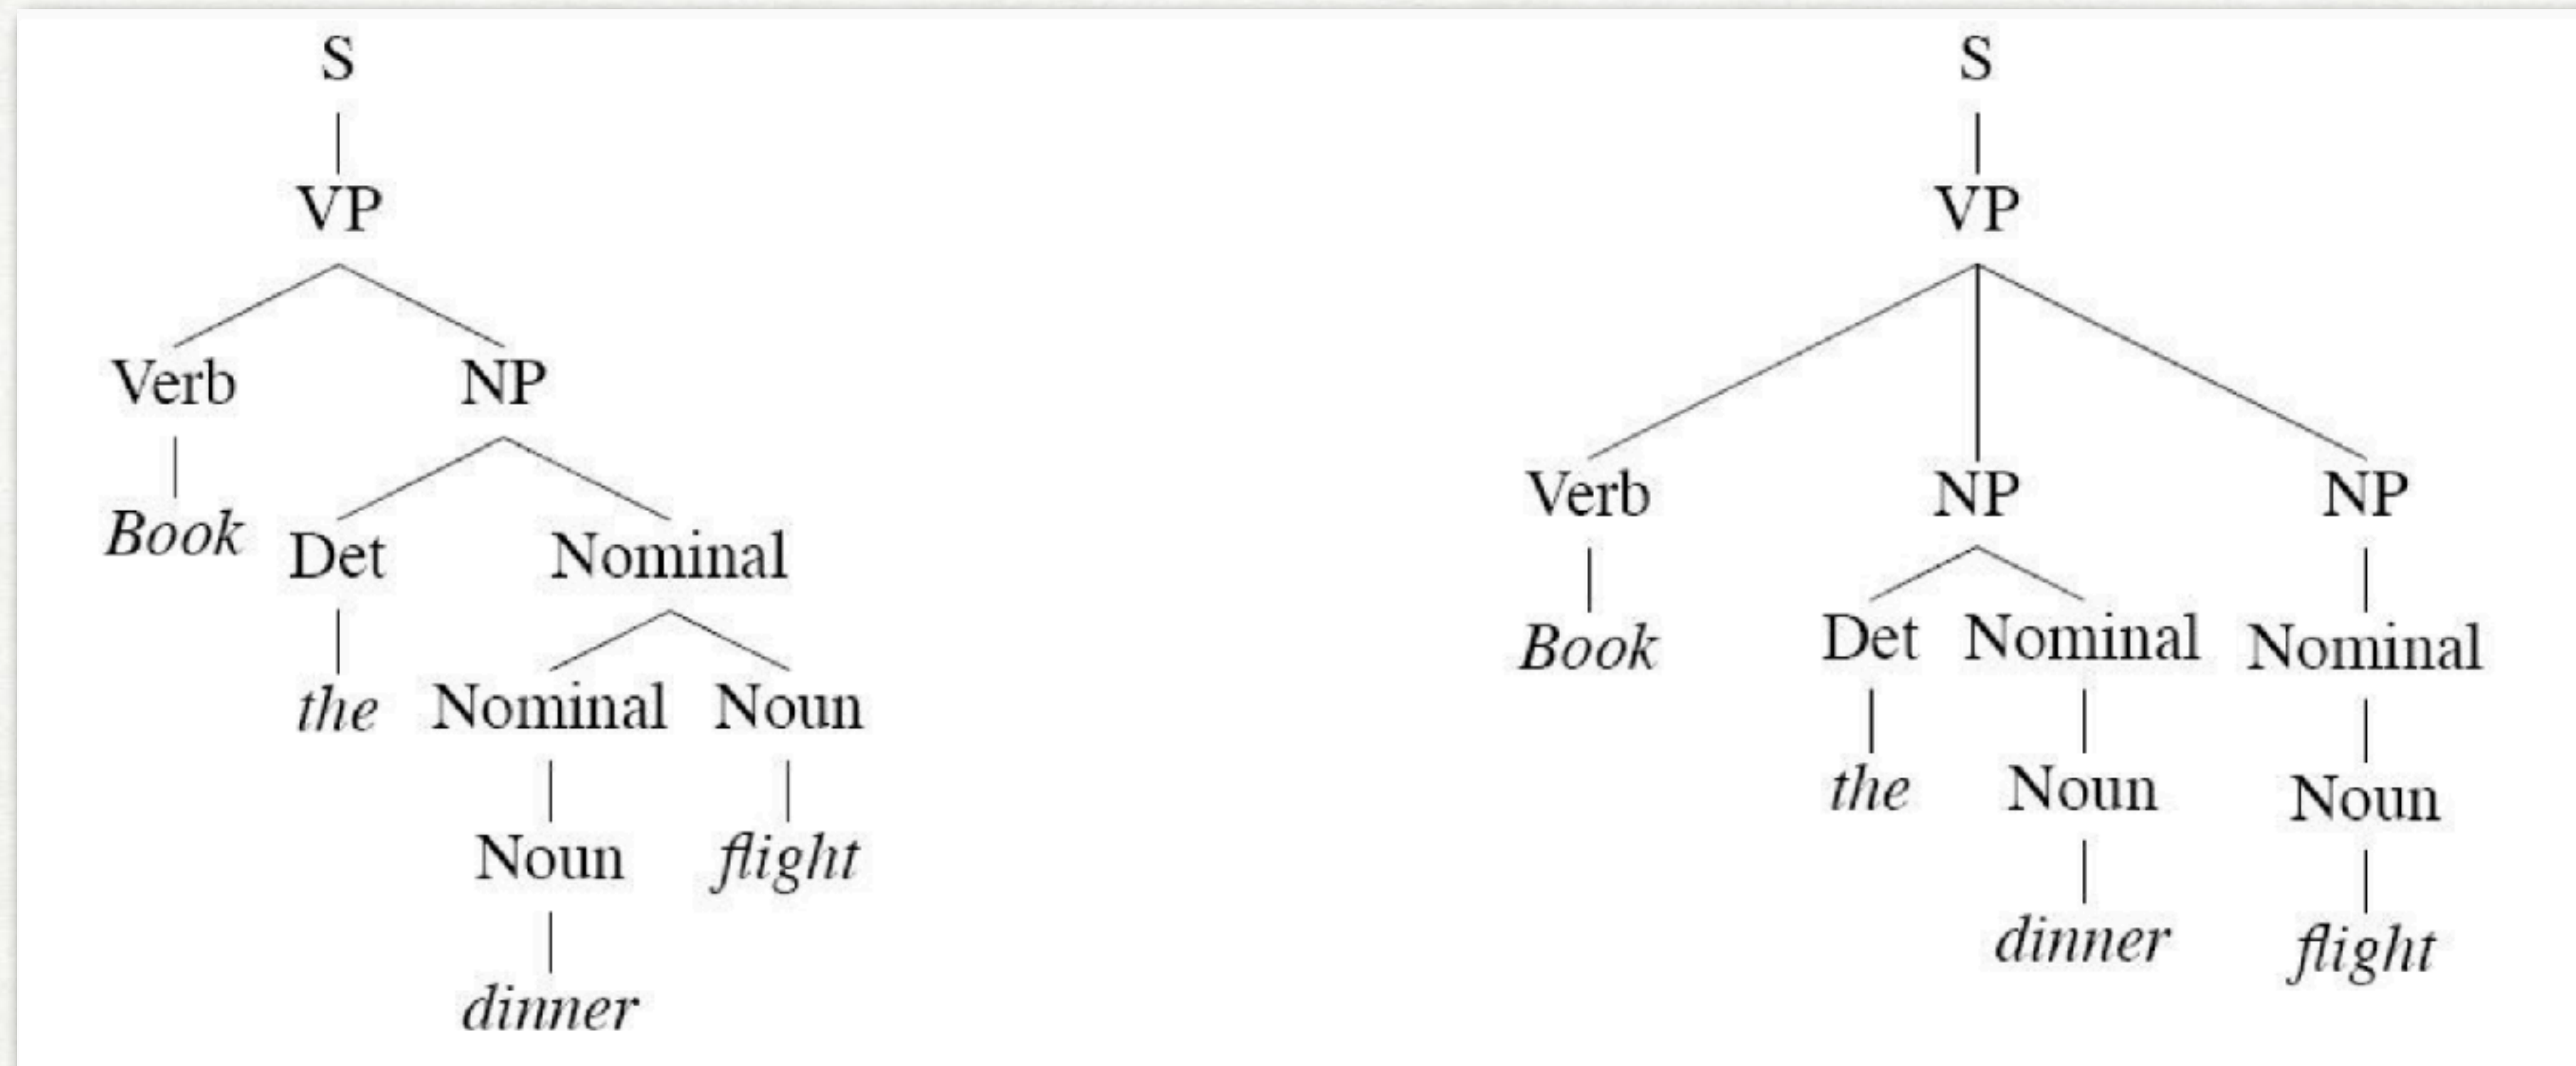 S
VP
Verb NP
Book Det Nominal
the Nominal Noun
Noun flight
dinner
S
VP
Verb NP NP
Book Det Nominal Nominal
the Noun Noun
dinner flight